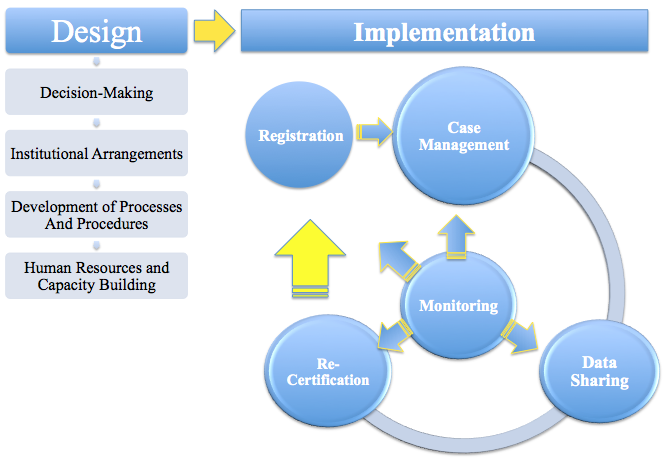 Design
Implementation
Decision-Making
Institutional Arrangements
Development of Processes
And Procedures
Human Resources and
Capacity Building
Registration
Case
Management
Monitoring
Re-
Certification
Data
Sharing